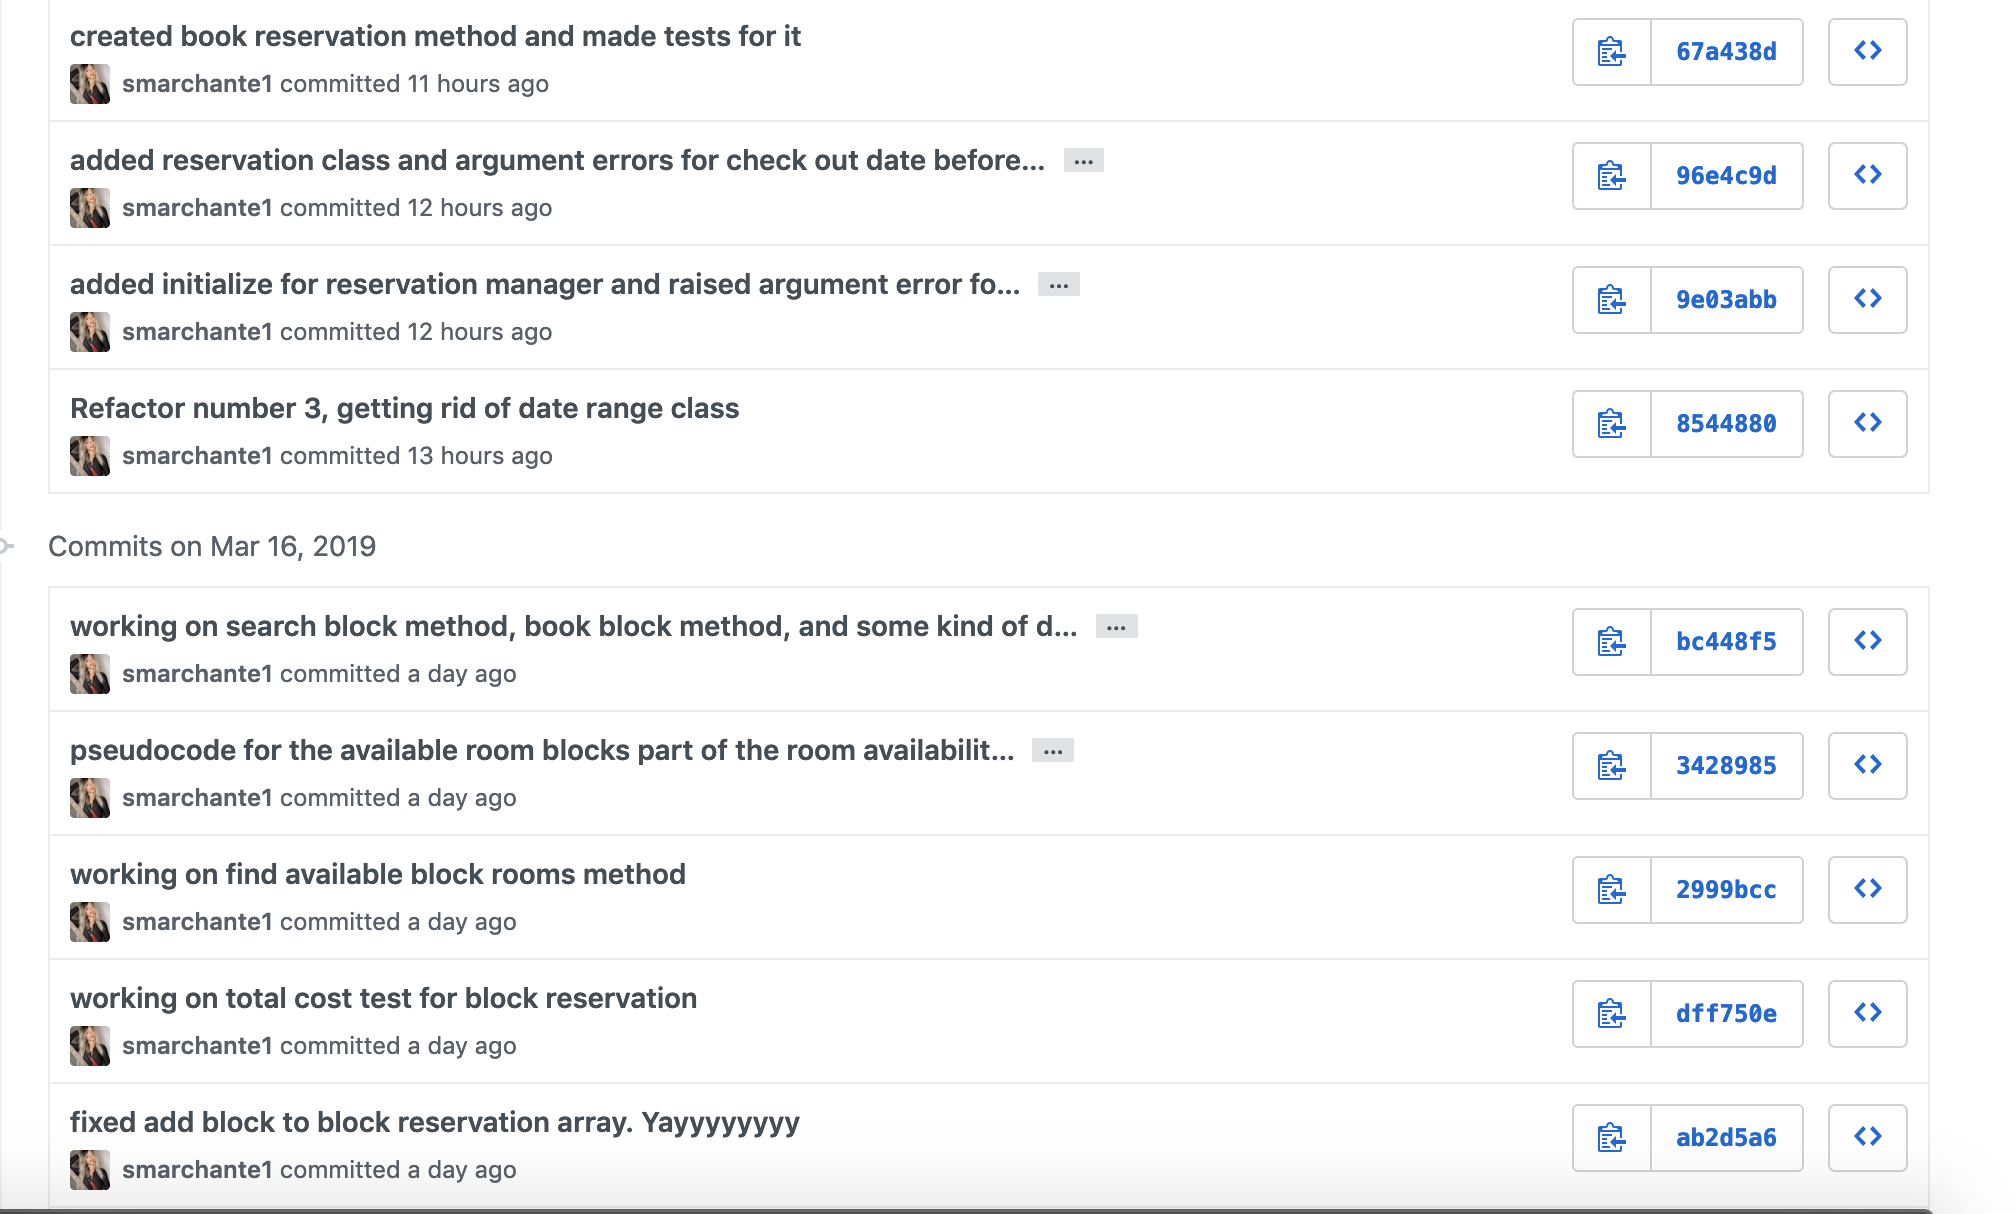 created book reservation method and made tests for it
67a438d
smarchante1 committed 11 hours ago
added reservation class and argument errors for check out date before... ...
96e4c9d
smarchante1 committed 12 hours ago
added initialize for reservation manager and raised argument error fo... ...
9e03abb
smarchante1 committed 12 hours ago
Refactor number 3, getting rid of date range class
8544880
smarchante1 committed 13 hours ago
Commits on Mar 16, 2019
working on search block method, book block method, and some kind of d... ...
bc448f5
smarchante1 committed a day ago
pseudocode for the available room blocks part of the room availabilit... ...
3428985
smarchante1 committed a day ago
working on find available block rooms method
2999bcc
smarchante1 committed a day ago
working on total cost test for block reservation
dff750e
smarchante1 committed a day ago
fixed add block to block reservation array. Yayyyyyyyy
ab2d5a6
smarchante1 committed a day ago